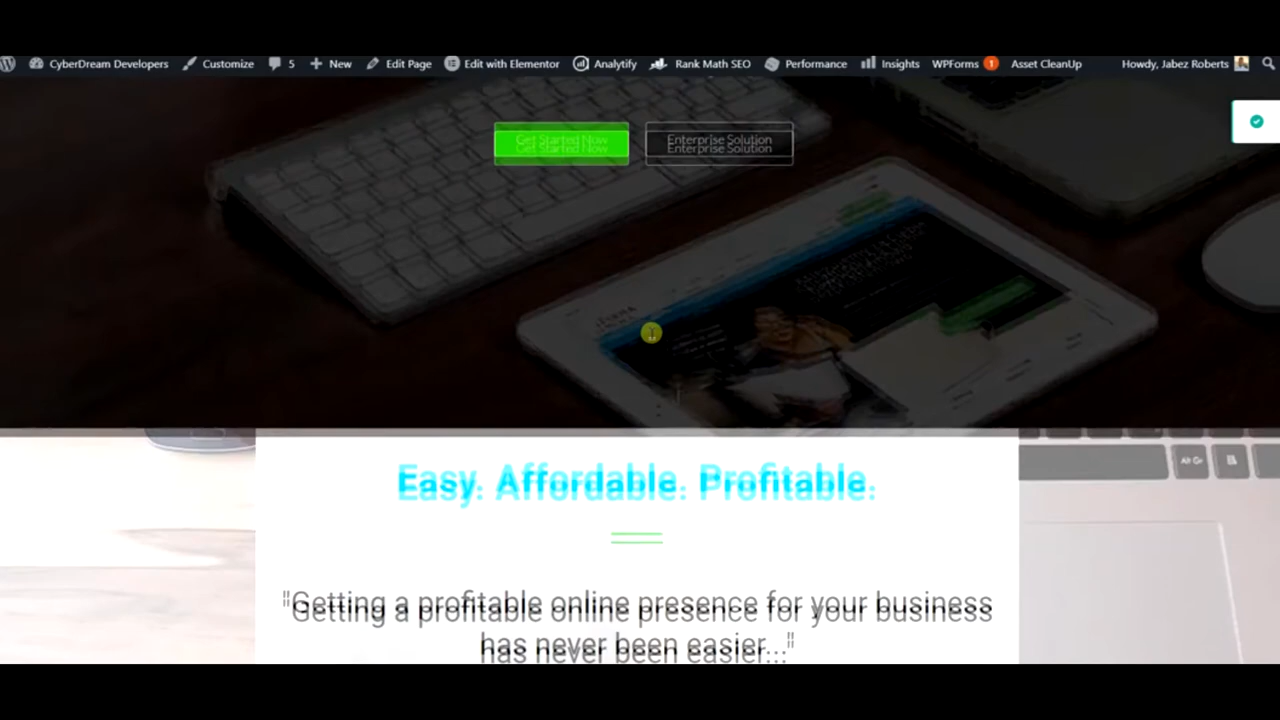 CyberDream Developers Customize 5 New Edit Page Edit with Elementor Analytify Rank Math SEO Performance Insights WPForms 1 Asset CleanUp Howdy, Jabez Roberts
Get Started Now Enterprise Solution
Easy. Affordable. Profitable.
"Getting a profitable online presence for your business
has never been easier..."
Alt Gr